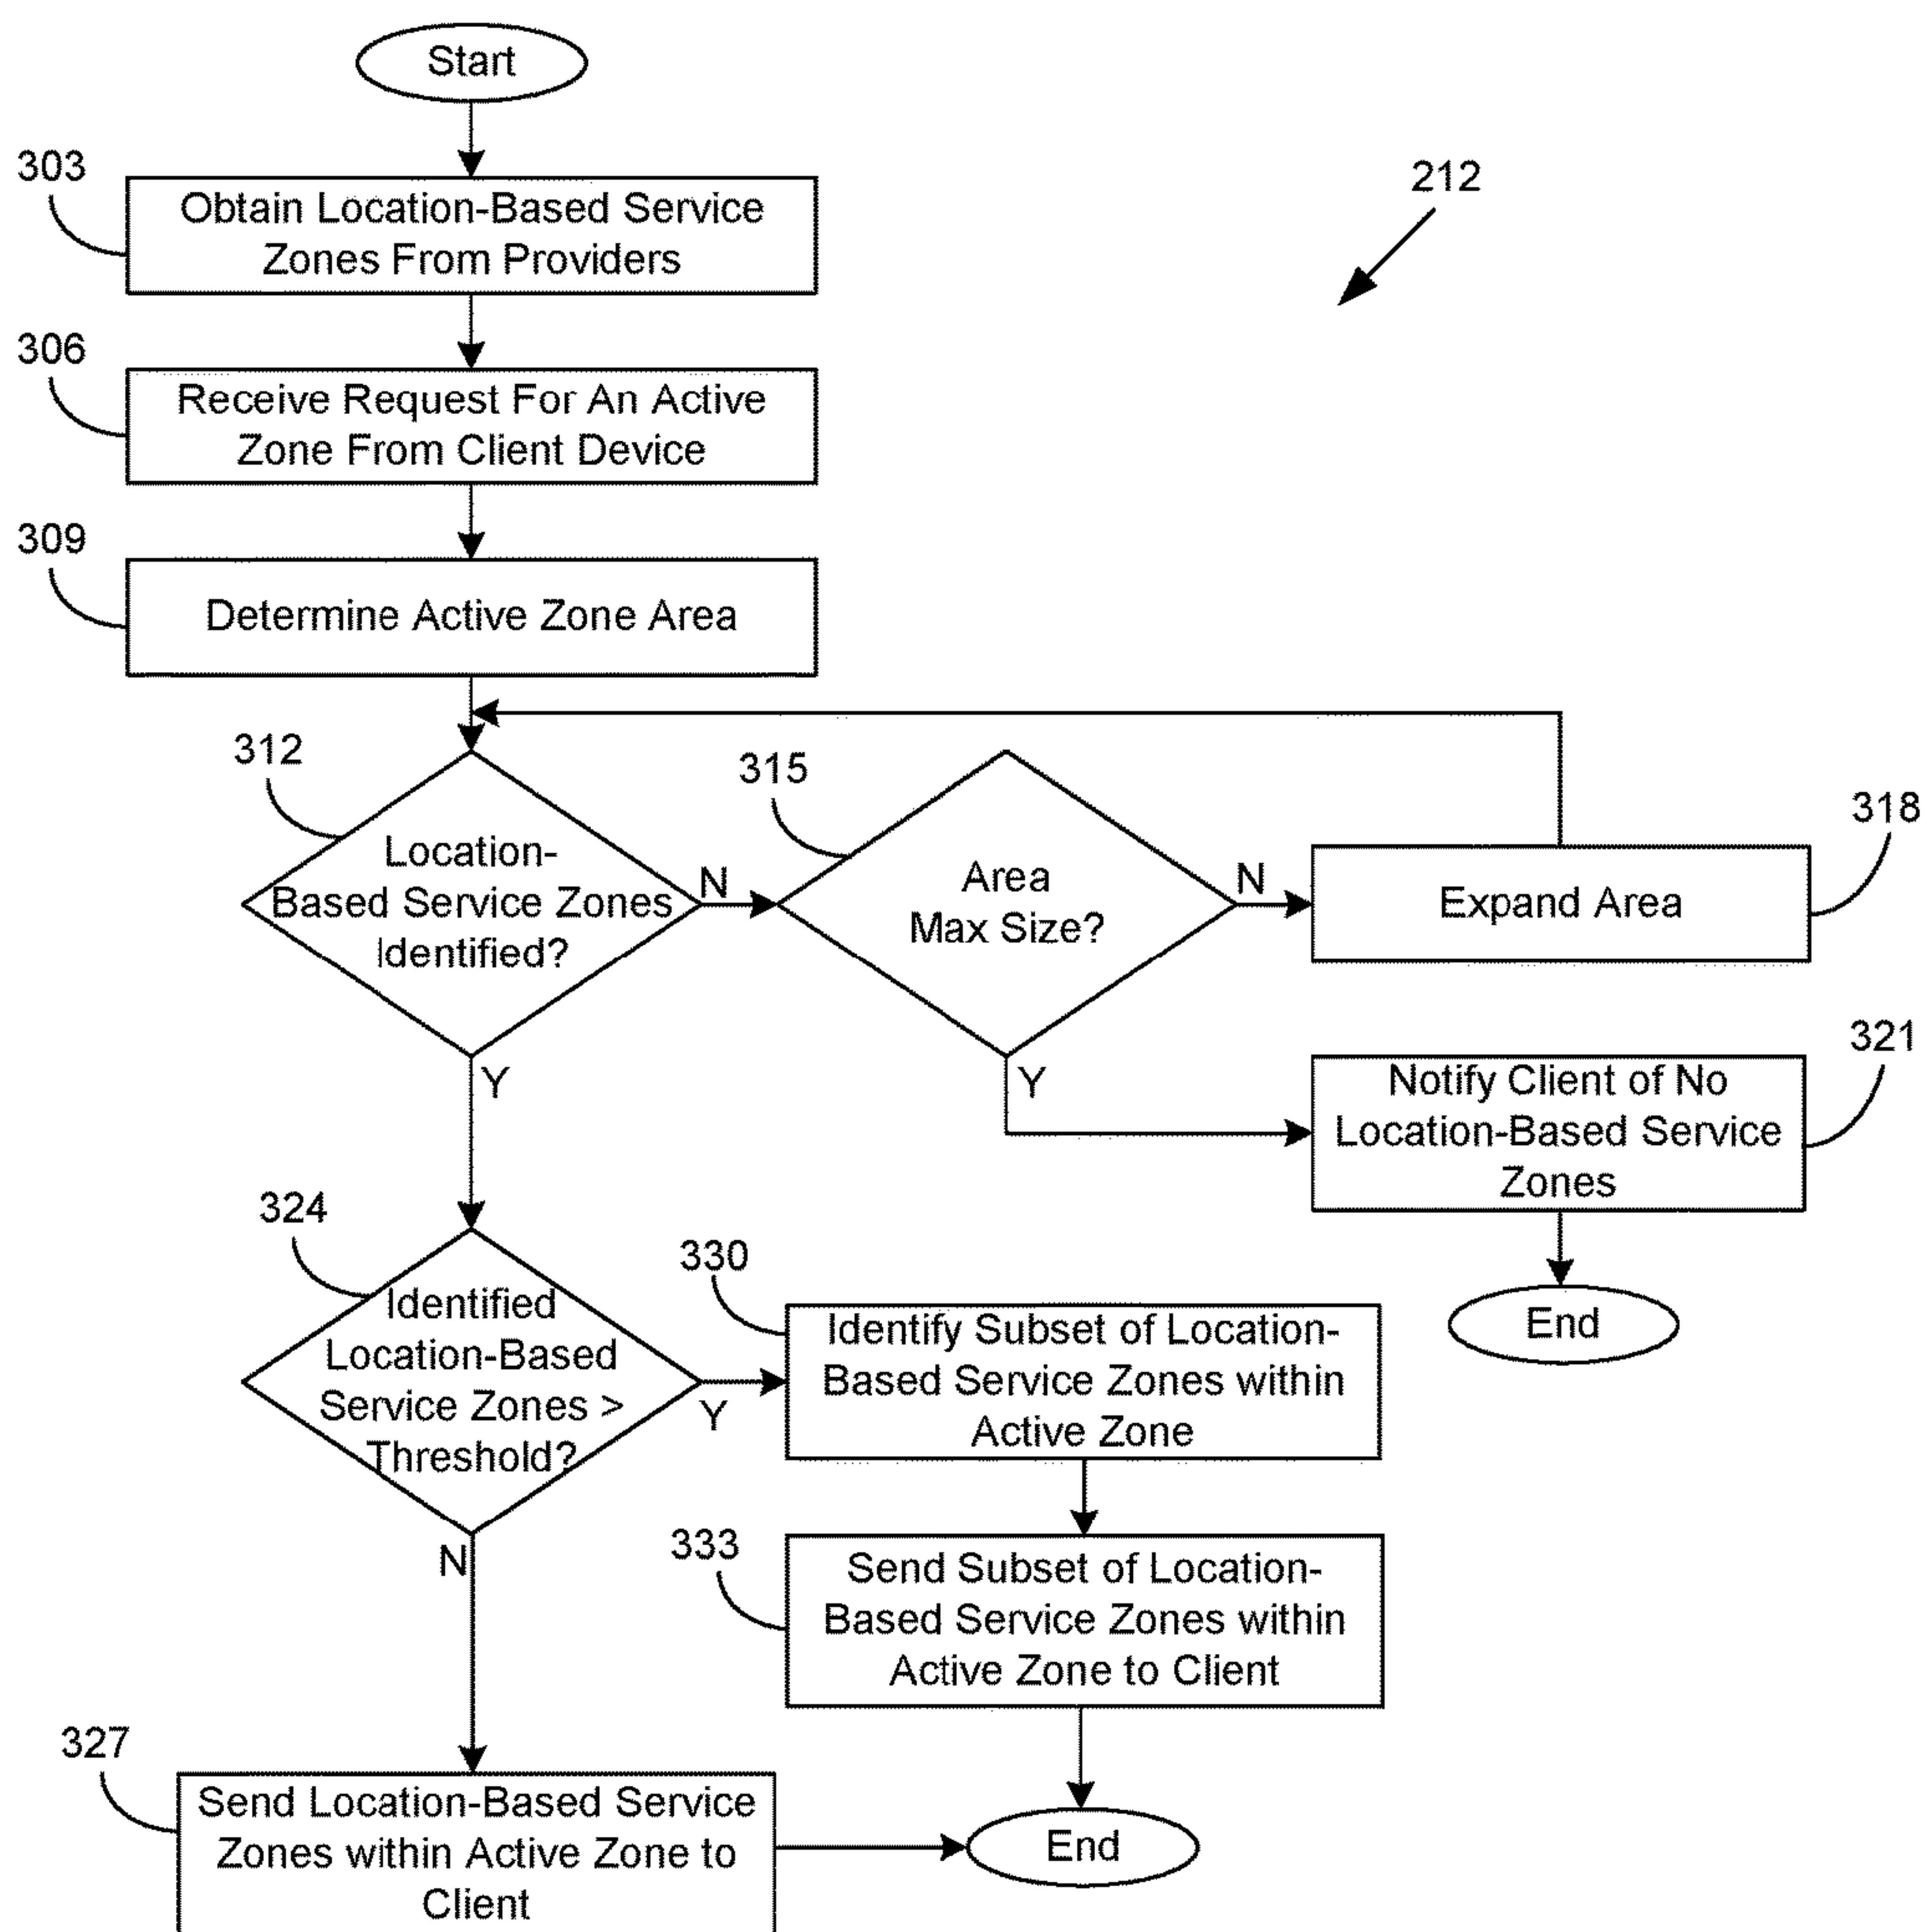 Start
303
Obtain Location-Based Service
Zones From Providers
212
306
Receive Request For An Active
Zone From Client Device
309
Determine Active Zone Area
312
Location-
Based Service Zones
Identified?
N
315
Area
Max Size?
N
318
Expand Area
Y
Y
321
Notify Client of No
Location-Based Service
Zones
End
324
Identified
Location-Based
Service Zones >
Threshold?
Y
N
330
Identify Subset of Location-
Based Service Zones within
Active Zone
333
Send Subset of Location-
Based Service Zones within
Active Zone to Client
327
Send Location-Based Service
Zones within Active Zone to
Client
End